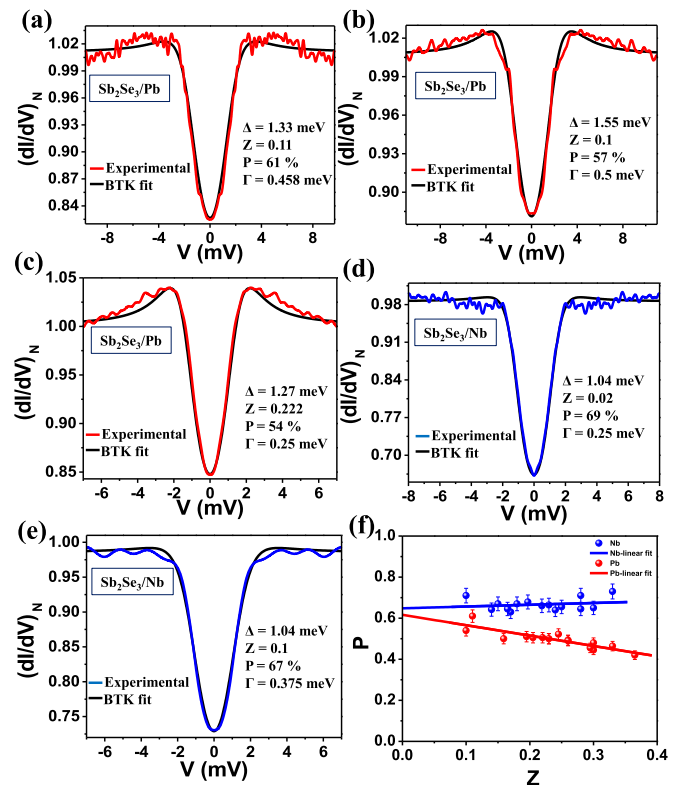 (a)
(dI/dV)N
1.02
0.99
0.96
0.93
0.90
0.87
0.84
Sb2Se3/Pb
Δ = 1.33 meV
Z = 0.11
P = 61 %
Γ = 0.458 meV
Experimental
BTK fit
-8 -4 0 4 8
V (mV)
(b)
(dI/dV)N
1.02
0.99
0.96
0.93
0.90
Sb2Se3/Pb
Δ = 1.55 meV
Z = 0.1
P = 57 %
Γ = 0.5 meV
Experimental
BTK fit
-8 -4 0 4 8
V (mV)
(c)
(dI/dV)N
1.05
1.00
0.95
0.90
0.85
Sb2Se3/Pb
Δ = 1.27 meV
Z = 0.222
P = 54 %
Γ = 0.25 meV
Experimental
BTK fit
-6 -4 -2 0 2 4 6
V (mV)
(d)
(dI/dV)N
0.98
0.91
0.84
0.77
0.70
Sb2Se3/Nb
Δ = 1.04 meV
Z = 0.02
P = 69 %
Γ = 0.25 meV
Experimental
BTK fit
-8 -6 -4 -2 0 2 4 6 8
V (mV)
(e)
(dI/dV)N
1.00
0.95
0.90
0.85
0.80
0.75
Sb2Se3/Nb
Δ = 1.04 meV
Z = 0.1
P = 67 %
Γ = 0.375 meV
Experimental
BTK fit
-6 -4 -2 0 2 4 6
V (mV)
(f)
P
1.0
0.8
0.6
0.4
0.2
0.0
Nb
Nb-linear fit
Pb
Pb-linear fit
0.0 0.1 0.2 0.3 0.4
Z